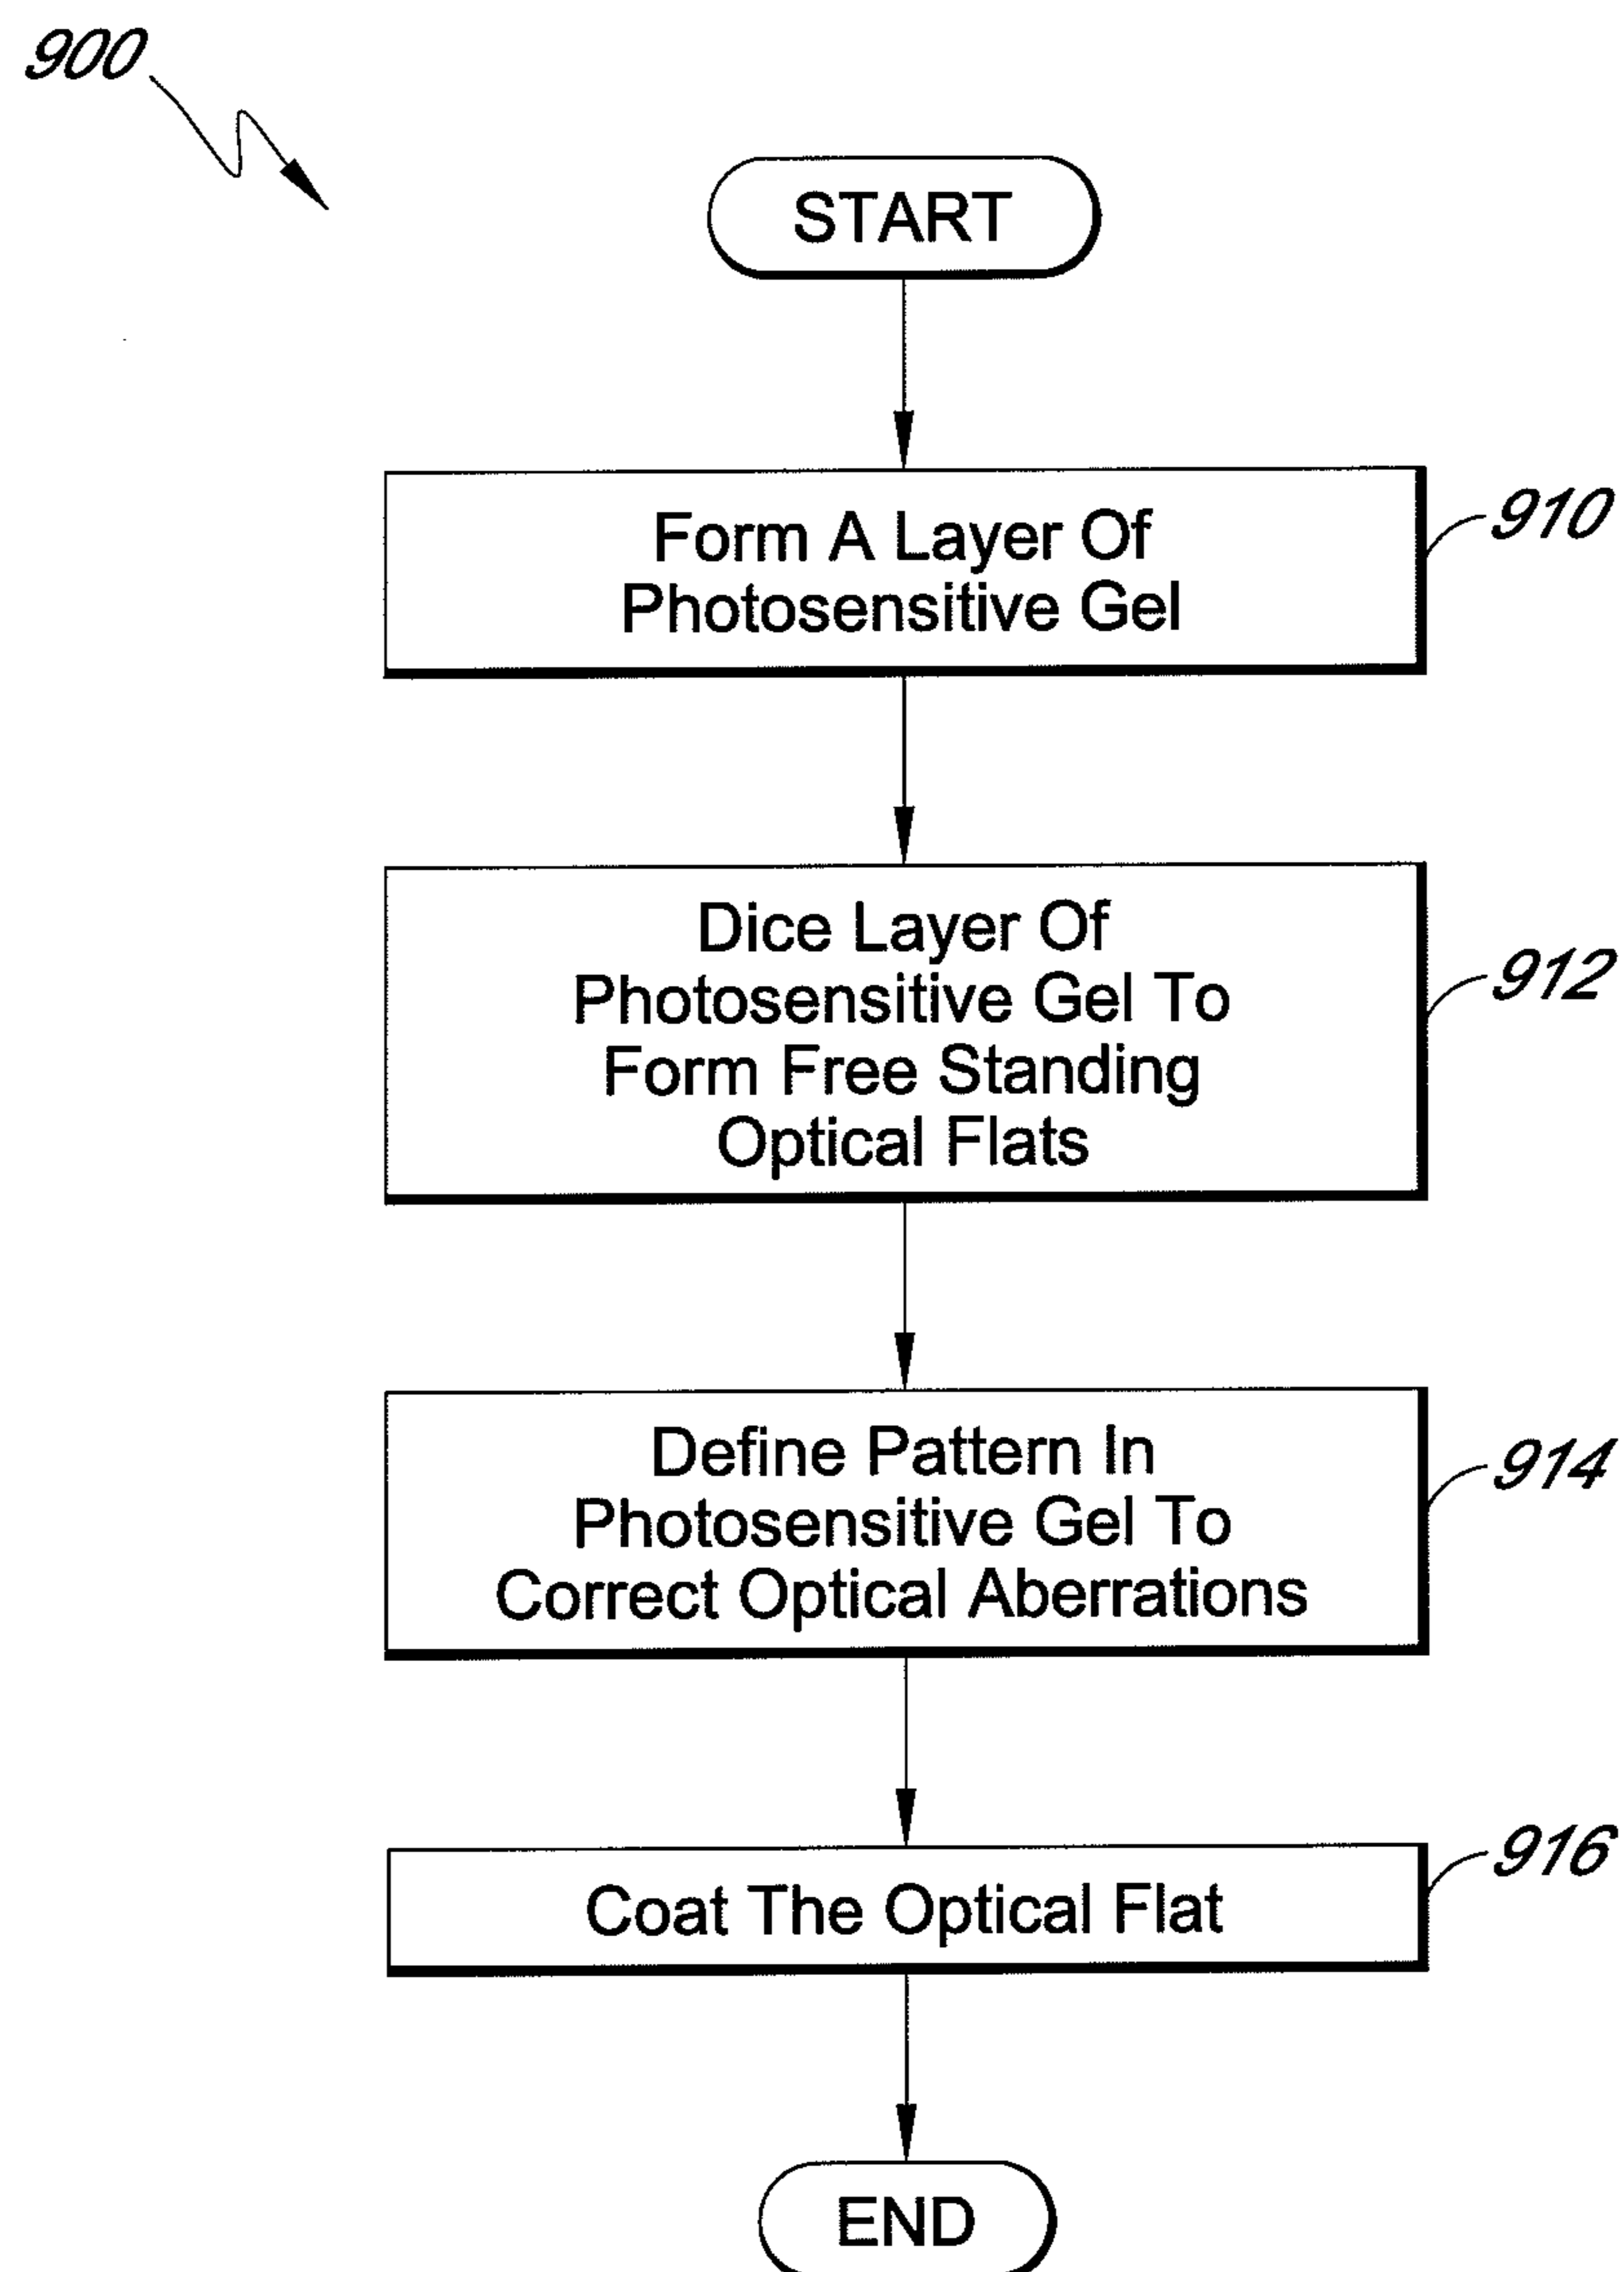 900
START
Form A Layer Of
Photosensitive Gel
910
Dice Layer Of
Photosensitive Gel To
Form Free Standing
Optical Flats
912
Define Pattern In
Photosensitive Gel To
Correct Optical Aberrations
914
Coat The Optical Flat
916
END